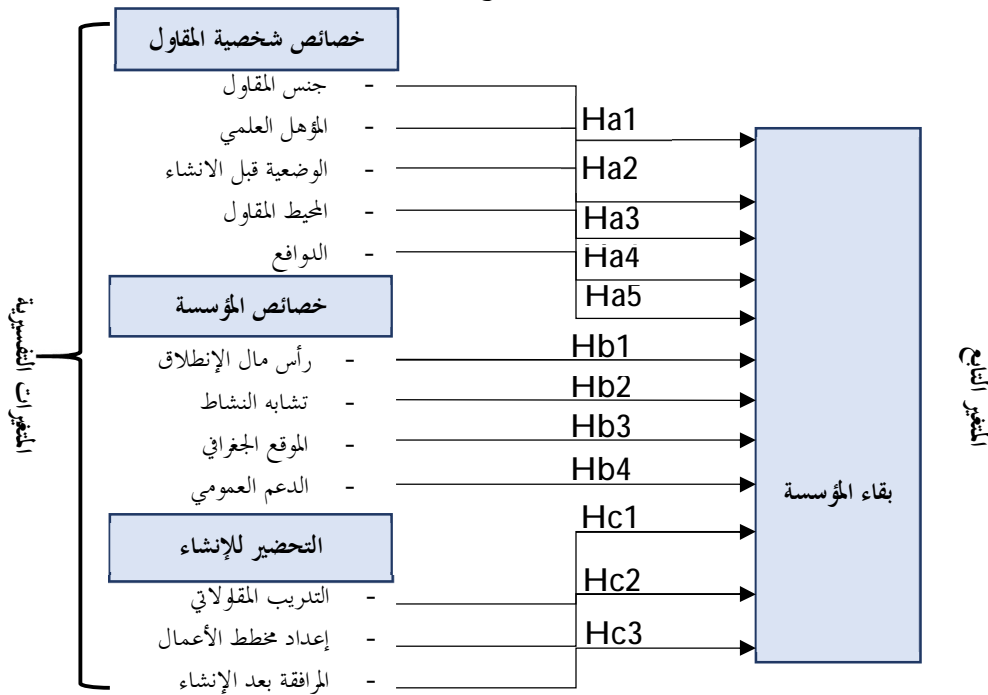 خصائص شخصية المقاول
- جنس المقاول
- المؤهل العلمي
- الوضعية قبل الانشاء
- المحيط المقاول
- الدوافع
خصائص المؤسسة
- رأس مال الإنطلاق
- تشابه النشاط
- الموقع الجغرافي
- الدعم العمومي
التحضير للإنشاء
- التدريب المقاولاتي
- إعداد مخطط الأعمال
- المرافقة بعد الإنشاء
المتغيرات التفسيرية
Ha1
Ha2
Ha3
Ha4
Ha5
Hb1
Hb2
Hb3
Hb4
Hc1
Hc2
Hc3
بقاء المؤسسة
المتغير التابع